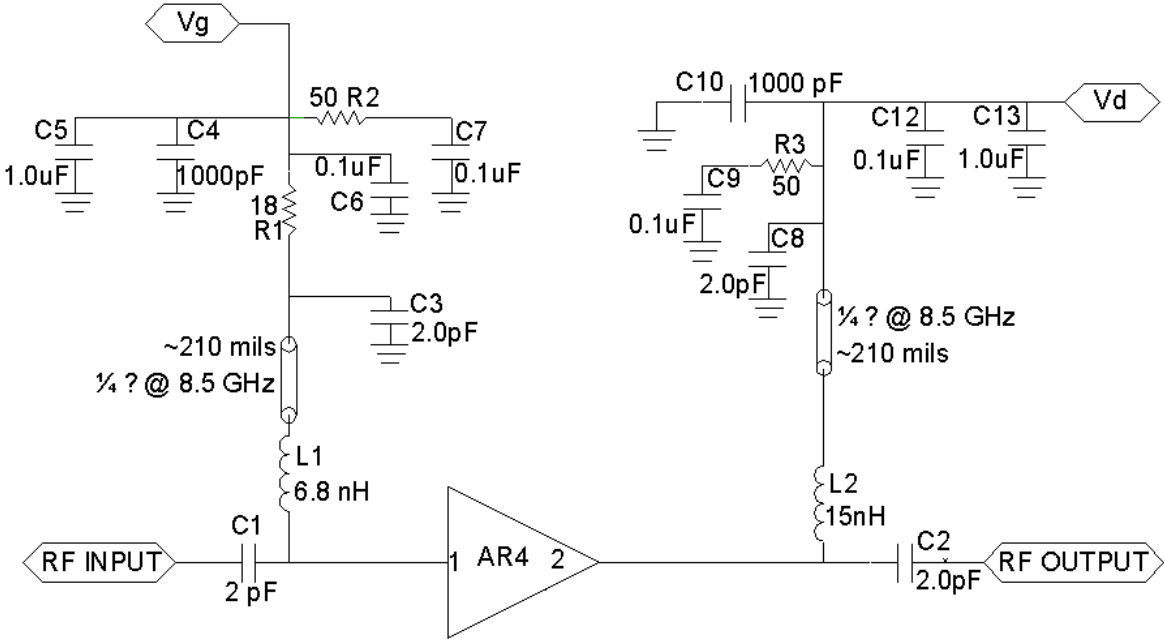 Vg
50 R2
C5
C4
C7
1.0uF
1000pF
0.1uF
0.1uF
C6
18
R1
C3
2.0pF
~210 mils
¼ ? @ 8.5 GHz
L1
6.8 nH
C1
RF INPUT
2 pF
1
AR4
2
C10
1000 pF
Vd
C12
C13
0.1uF
1.0uF
R3
50
C9
0.1uF
C8
2.0pF
¼ ? @ 8.5 GHz
~210 mils
L2
15nH
C2
2.0pF
RF OUTPUT